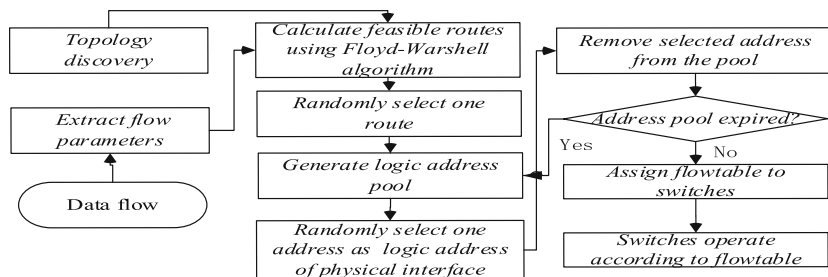 Topology
discovery
Extract flow
parameters
Data flow
Calculate feasible routes
using Floyd-Warshell
algorithm
Randomly select one
route
Generate logic address
pool
Randomly select one
address as logic address
of physical interface
Remove selected address
from the pool
Address pool expired?
Yes
No
Assign flowtable to
switches
Switches operate
according to flowtable